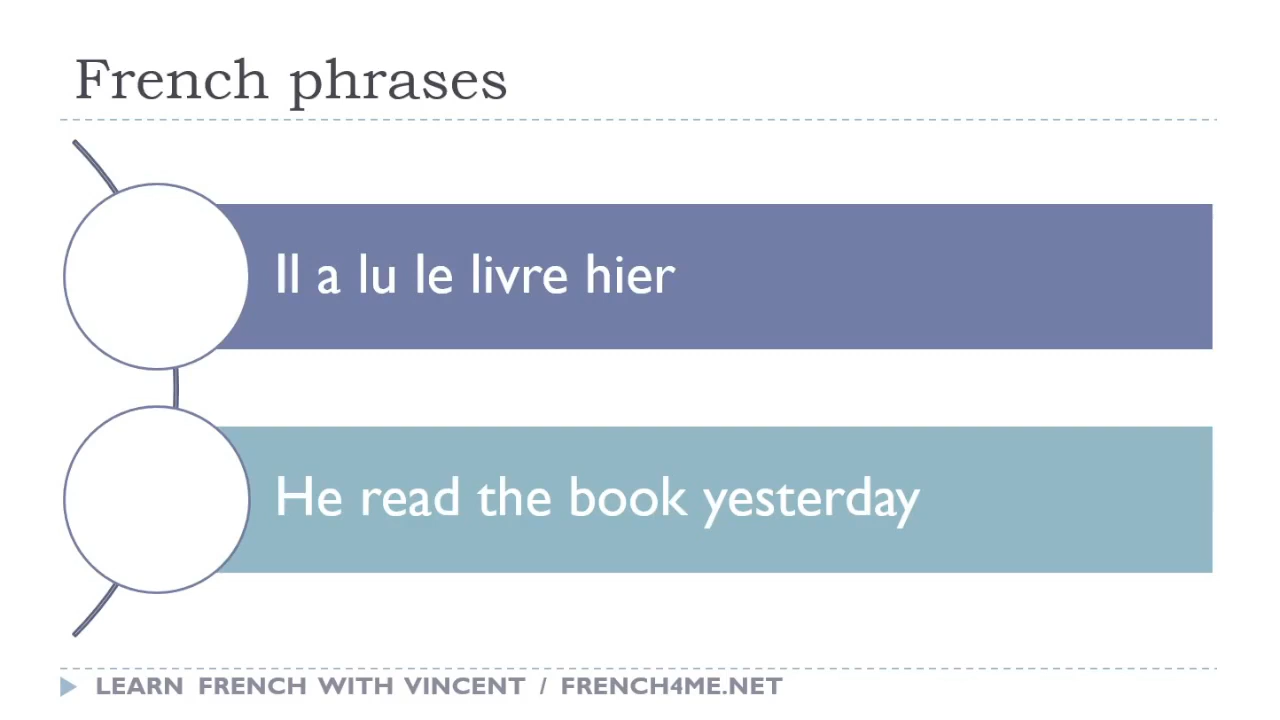 French phrases
Il a lu le livre hier
He read the book yesterday
LEARN FRENCH WITH VINCENT / FRENCH4ME.NET